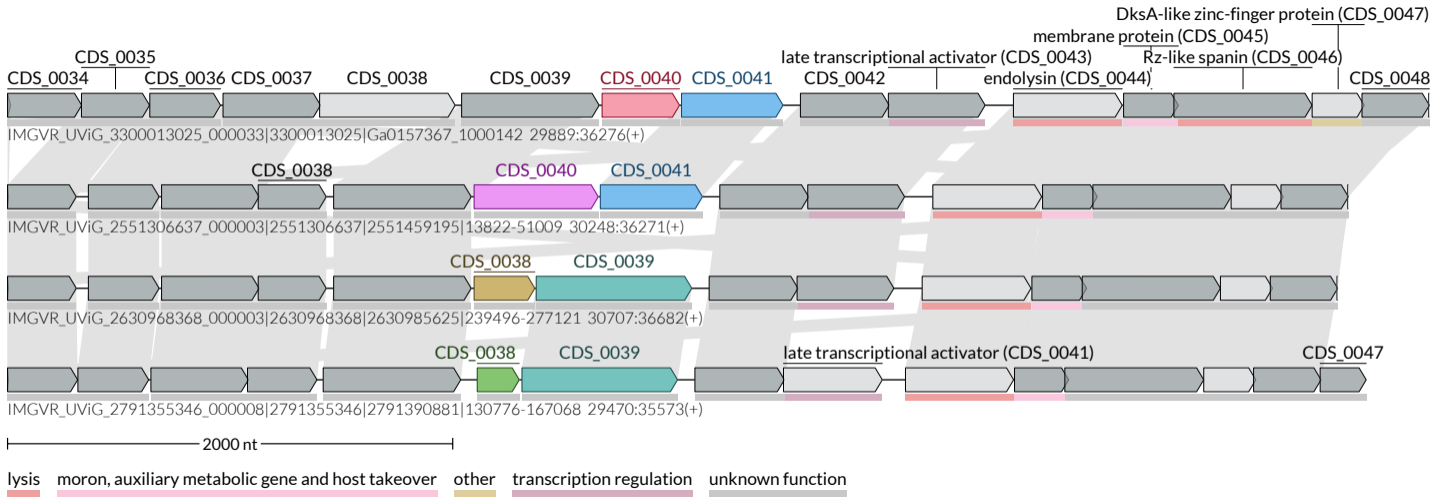 DksA-like zinc-finger protein (CDS_0047)
membrane protein (CDS_0045)
CDS_0035 late transcriptional activator (CDS_0043) Rz-like spanin (CDS_0046)
CDS_0034 CDS_0036 CDS_0037 CDS_0038 CDS_0039 CDS_0040 CDS_0041 CDS_0042 endolysin (CDS_0044) CDS_0048
IMGVR_UViG_3300013025_000033|3300013025|Ga0157367_1000142 29889:36276(+)
CDS_0038 CDS_0040 CDS_0041
IMGVR_UViG_2551306637_000003|2551306637|2551459195|13822-51009 30248:36271(+)
CDS_0038 CDS_0039
IMGVR_UViG_2630968368_000003|2630968368|2630985625|239496-277121 30707:36682(+)
CDS_0038 CDS_0039 late transcriptional activator (CDS_0041) CDS_0047
IMGVR_UViG_2791355346_000008|2791355346|2791390881|130776-167068 29470:35573(+)
2000 nt
lysis moron, auxiliary metabolic gene and host takeover other transcription regulation unknown function